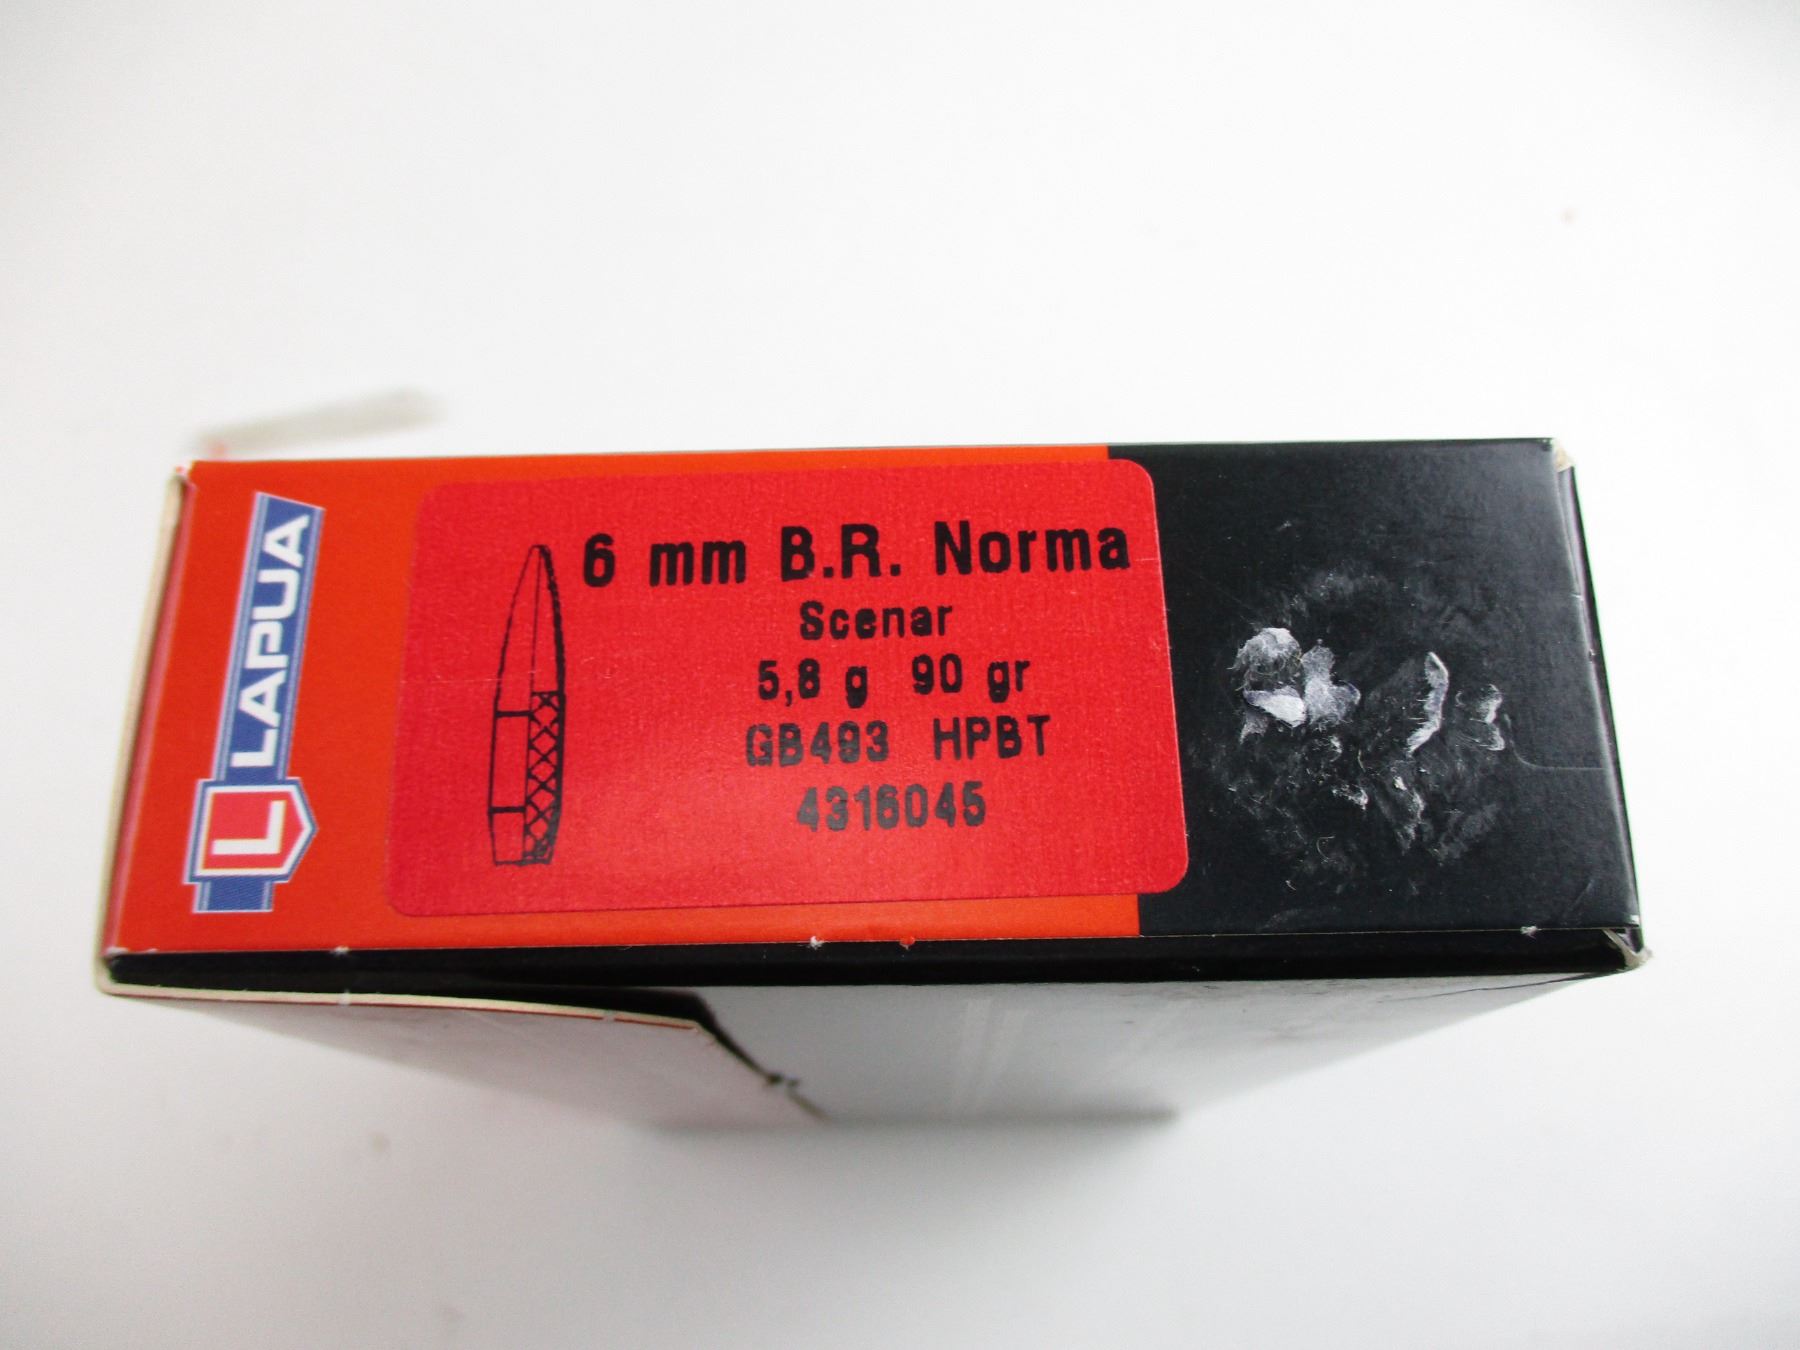 LAPUA
L
6 mm B.R. Norma
Scenar
5,8 g 90 gr
GB493 HPBT
4316045